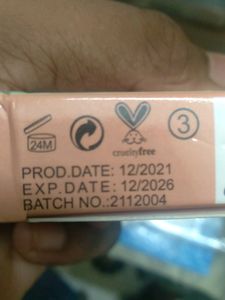 24M
crueltyfree
3
PROD.DATE: 12/2021
EXP.DATE: 12/2026
BATCH NO.:2112004